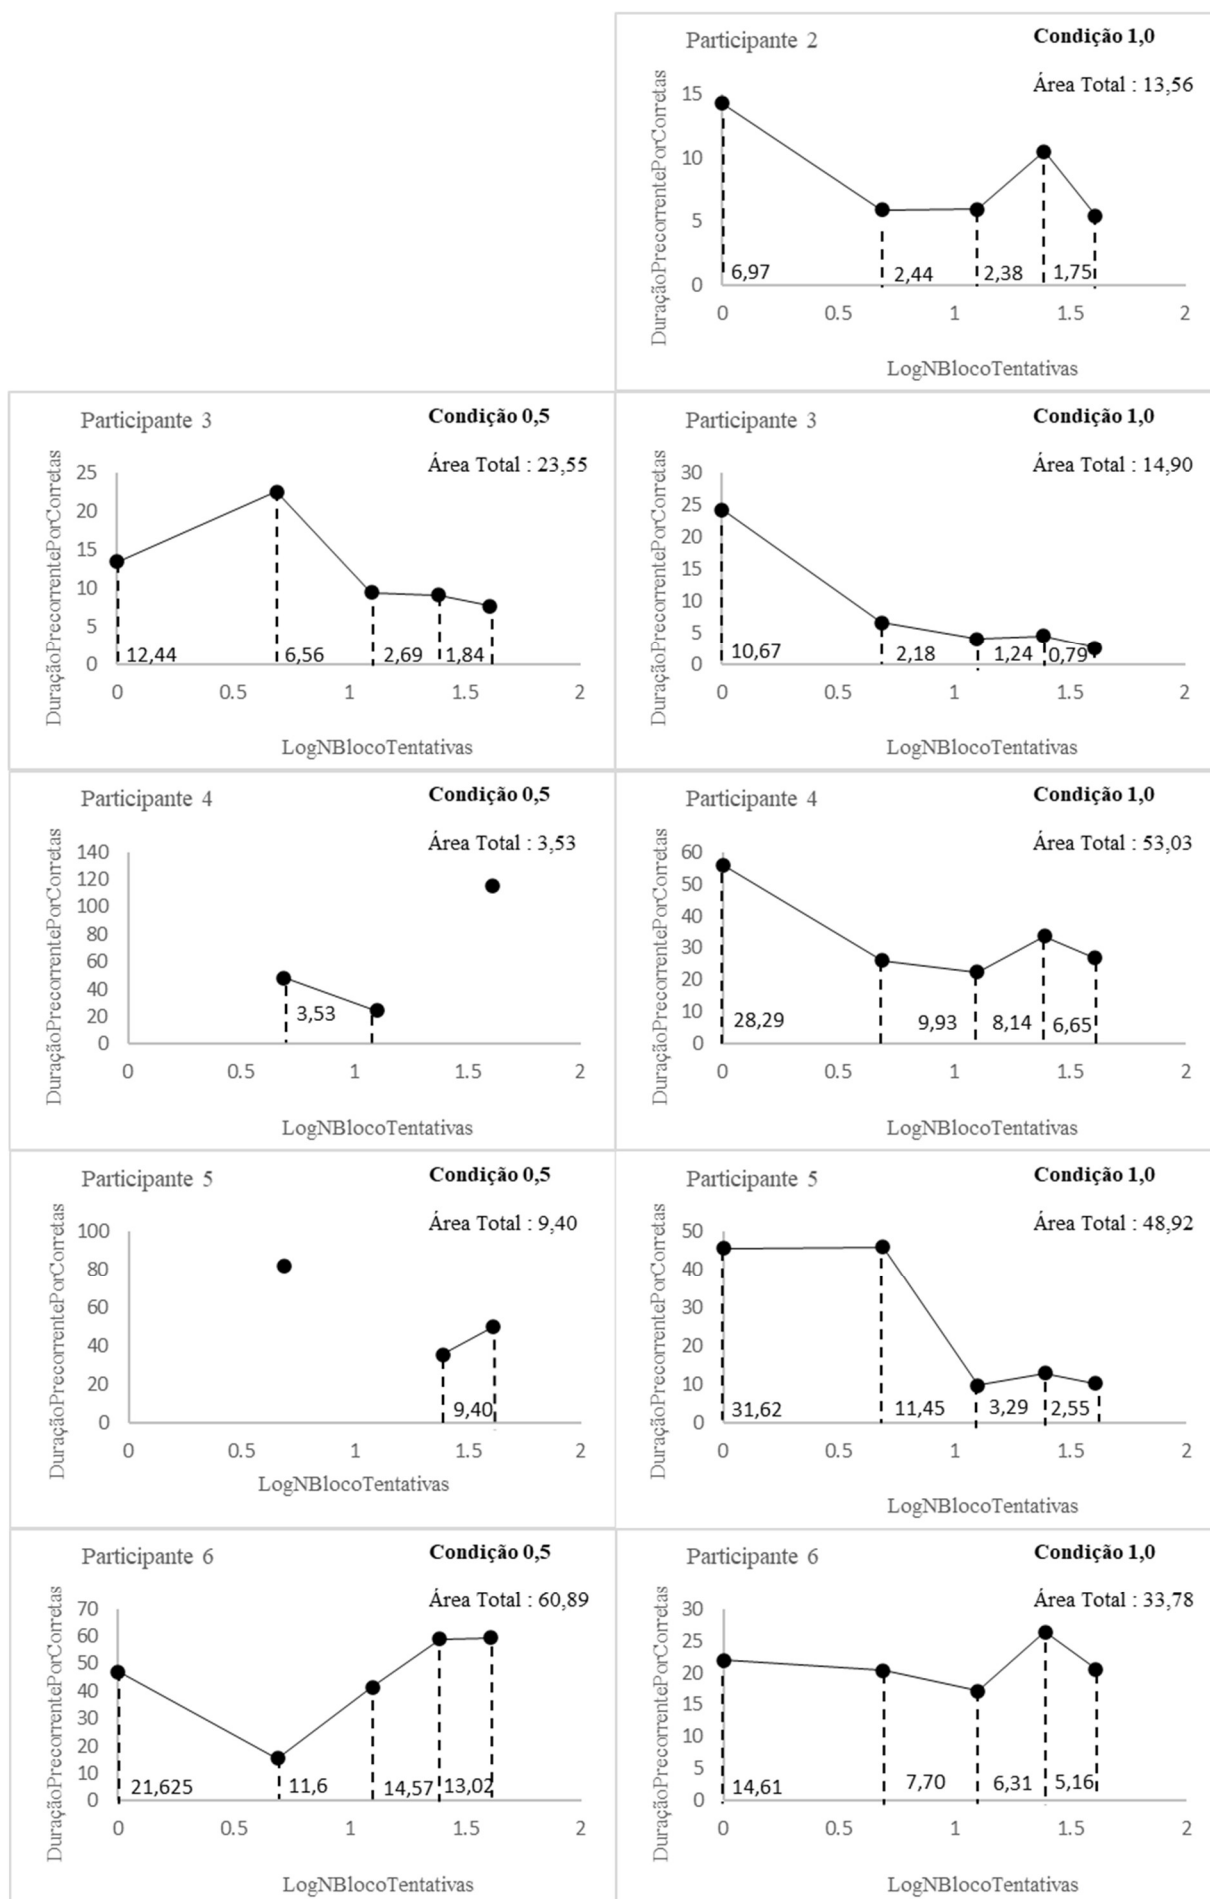 Participante 2
Condição 1,0
Área Total : 13,56
DuraçãoPrecorrentePorCorretas
15
10
5
0
6,97
2,44
2,38
1,75
0
0.5
1
1.5
2
LogNBlocoTentativas
Participante 3
Condição 0,5
Área Total : 23,55
DuraçãoPrecorrentePorCorretas
25
20
15
10
5
0
12,44
6,56
2,69
1,84
0
0.5
1
1.5
2
LogNBlocoTentativas
Participante 3
Condição 1,0
Área Total : 14,90
DuraçãoPrecorrentePorCorretas
30
25
20
15
10
5
0
10,67
2,18
1,24
0,79
0
0.5
1
1.5
2
LogNBlocoTentativas
Participante 4
Condição 0,5
Área Total : 3,53
DuraçãoPrecorrentePorCorretas
140
120
100
80
60
40
20
0
3,53
0
0.5
1
1.5
2
LogNBlocoTentativas
Participante 4
Condição 1,0
Área Total : 53,03
DuraçãoPrecorrentePorCorretas
60
50
40
30
20
10
0
28,29
9,93
8,14
6,65
0
0.5
1
1.5
2
LogNBlocoTentativas
Participante 5
Condição 0,5
Área Total : 9,40
DuraçãoPrecorrentePorCorretas
100
80
60
40
20
0
9,40
0
0.5
1
1.5
2
LogNBlocoTentativas
Participante 5
Condição 1,0
Área Total : 48,92
DuraçãoPrecorrentePorCorretas
50
40
30
20
10
0
31,62
11,45
3,29
2,55
0
0.5
1
1.5
2
LogNBlocoTentativas
Participante 6
Condição 0,5
Área Total : 60,89
DuraçãoPrecorrentePorCorretas
70
60
50
40
30
20
10
0
21,625
11,6
14,57
13,02
0
0.5
1
1.5
2
LogNBlocoTentativas
Participante 6
Condição 1,0
Área Total : 33,78
DuraçãoPrecorrentePorCorretas
30
25
20
15
10
5
0
14,61
7,70
6,31
5,16
0
0.5
1
1.5
2
LogNBlocoTentativas